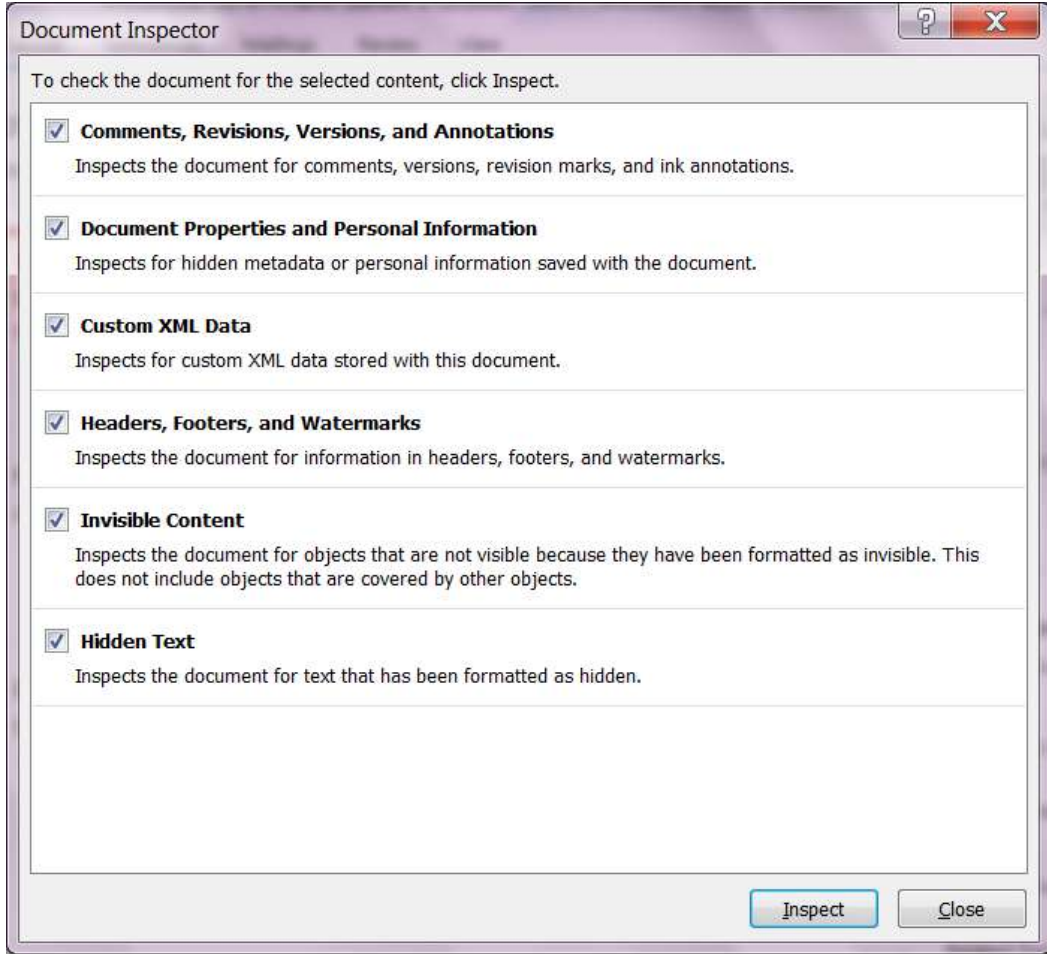 Document Inspector
To check the document for the selected content, click Inspect.
Comments, Revisions, Versions, and Annotations
Inspects the document for comments, versions, revision marks, and ink annotations.
Document Properties and Personal Information
Inspects for hidden metadata or personal information saved with the document.
Custom XML Data
Inspects for custom XML data stored with this document.
Headers, Footers, and Watermarks
Inspects the document for information in headers, footers, and watermarks.
Invisible Content
Inspects the document for objects that are not visible because they have been formatted as invisible. This
does not include objects that are covered by other objects.
Hidden Text
Inspects the document for text that has been formatted as hidden.
Inspect Close